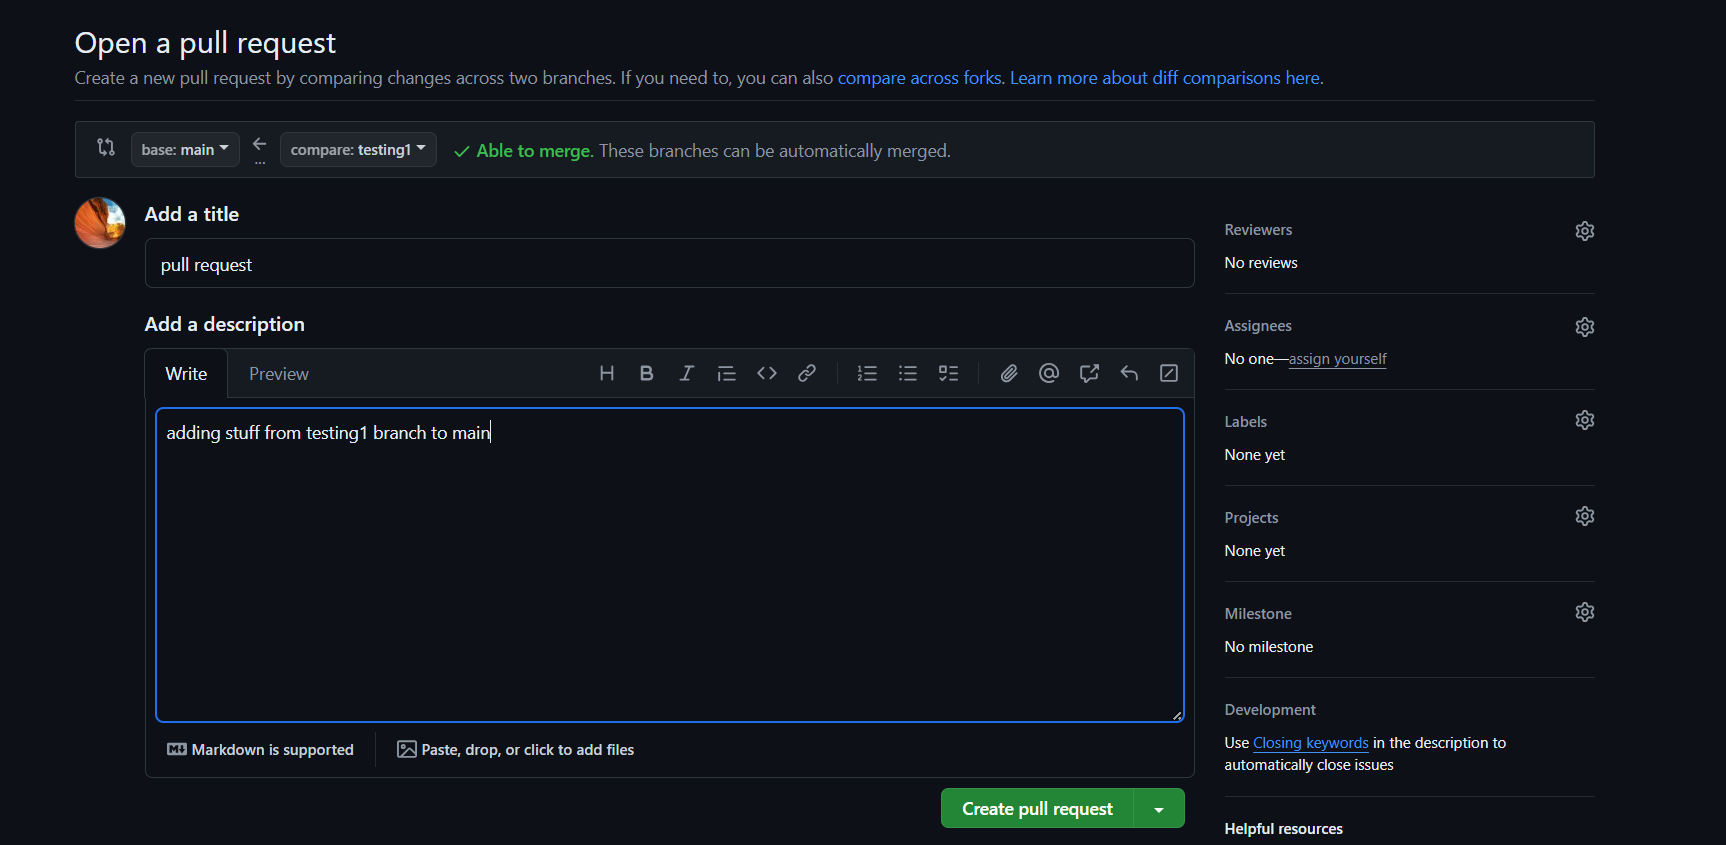 Open a pull request
Create a new pull request by comparing changes across two branches. If you need to, you can also compare across forks. Learn more about diff comparisons here.
base: main
compare: testing1
Able to merge. These branches can be automatically merged.
Add a title
pull request
Add a description
Write
Preview
adding stuff from testing1 branch to main
Markdown is supported
Paste, drop, or click to add files
Create pull request
Reviewers
No reviews
Assignees
No one—assign yourself
Labels
None yet
Projects
None yet
Milestone
No milestone
Development
Use Closing keywords in the description to
automatically close issues
Helpful resources